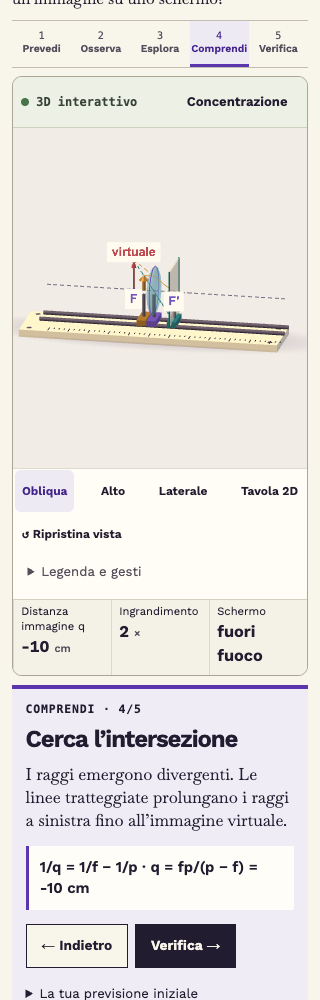 un'immagine su uno schermo?
1 2 3 4 5
Prevedi Osserva Esplora Comprendi Verifica
3D interattivo Concentrazione
virtuale
F F'
Obliqua Alto Laterale Tavola 2D
↺ Ripristina vista
▶ Legenda e gesti
Distanza immagine q
-10 cm
Ingrandimento
2 ×
Schermo
fuori fuoco
COMPRENDI · 4/5
Cerca l’intersezione
I raggi emergono divergenti. Le
linee tratteggiate prolungano i raggi
a sinistra fino all’immagine virtuale.
1/q = 1/f − 1/p · q = fp/(p − f) =
-10 cm
← Indietro Verifica →
▶ La tua previsione iniziale